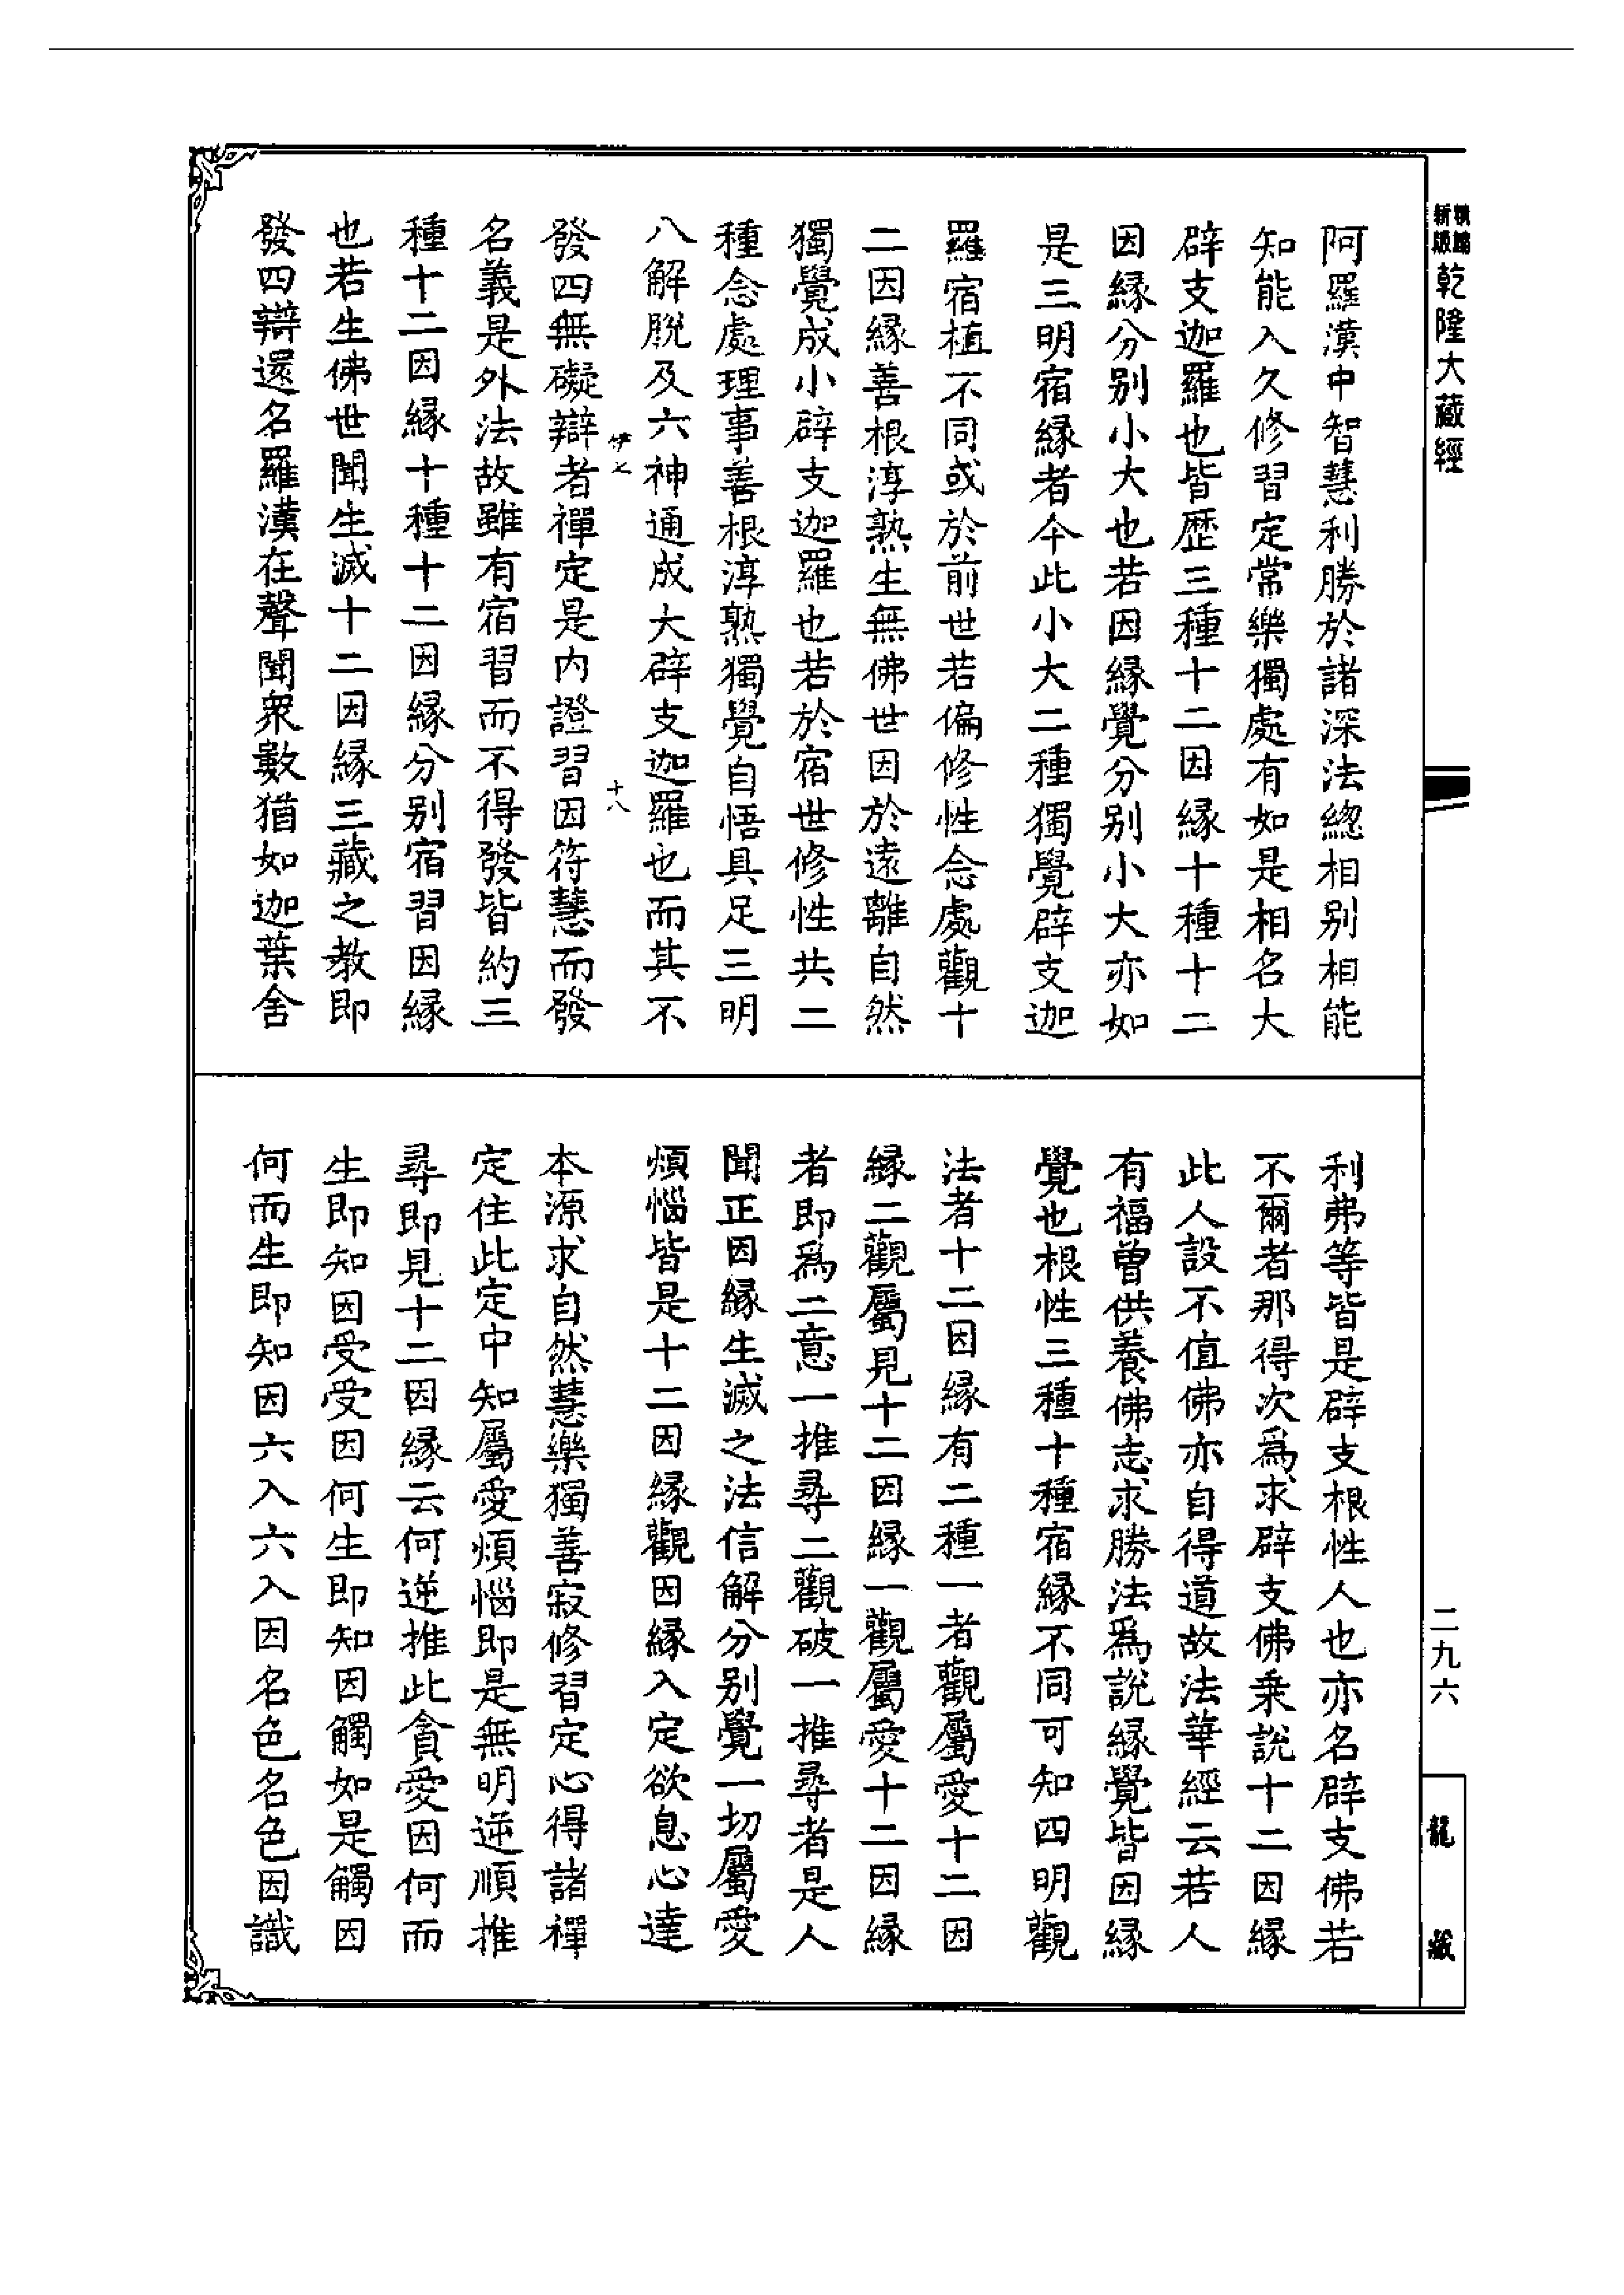 新版
乾隆大藏經
阿羅漢中智慧利勝於諸深法總相別相能
知能入久修習定常樂獨處有如是相名大
辟支迦羅也皆歷三種十二因緣十種十二
因緣分別小大也若因緣覺分別小大亦如
是三明宿緣者今此小大二種獨覺辟支迦
羅宿植不同或於前世若偏修性念處觀十
二因緣善根淳熟生無佛世因於遠離自然
獨覺成小辟支迦羅也若於宿世修性共二
種念處理事善根淳熟獨覺自悟具足三明
八解脫及六神通成大辟支迦羅也而其不
伊七
十八
發四無礙辯者禪定是內證習因符慧而發
名義是外法故雖有宿習而不得發皆約三
種十二因緣十種十二因緣分別宿習因緣
也若生佛世聞生滅十二因緣三藏之教即
發四辯還名羅漢在聲聞衆數猶如迦葉舍
利弗等皆是辟支根性人也亦名辟支佛若
不爾者那得次為求辟支佛乘說十二因緣
此人設不值佛亦自得道故法華經云若人
有福曾供養佛志求勝法為說緣覺皆因緣
覺也根性三種十種宿緣不同可知四明觀
法者十二因緣有二種一者觀屬愛十二因
緣二觀屬見十二因緣一觀屬愛十二因緣
者即為二意一推尋二觀破一推尋者是人
聞正因緣生滅之法信解分別覺一切屬愛
煩惱皆是十二因緣觀因緣入定欲息心達
本源求自然慧樂獨善寂修習定心得諸禪
定住此定中知屬愛煩惱即是無明逆順推
尋即見十二因緣云何逆推此貪愛因何而
生即知因受受因何生即知因觸如是觸因
何而生即知因六入六入因名色名色因識
二九六
龍藏